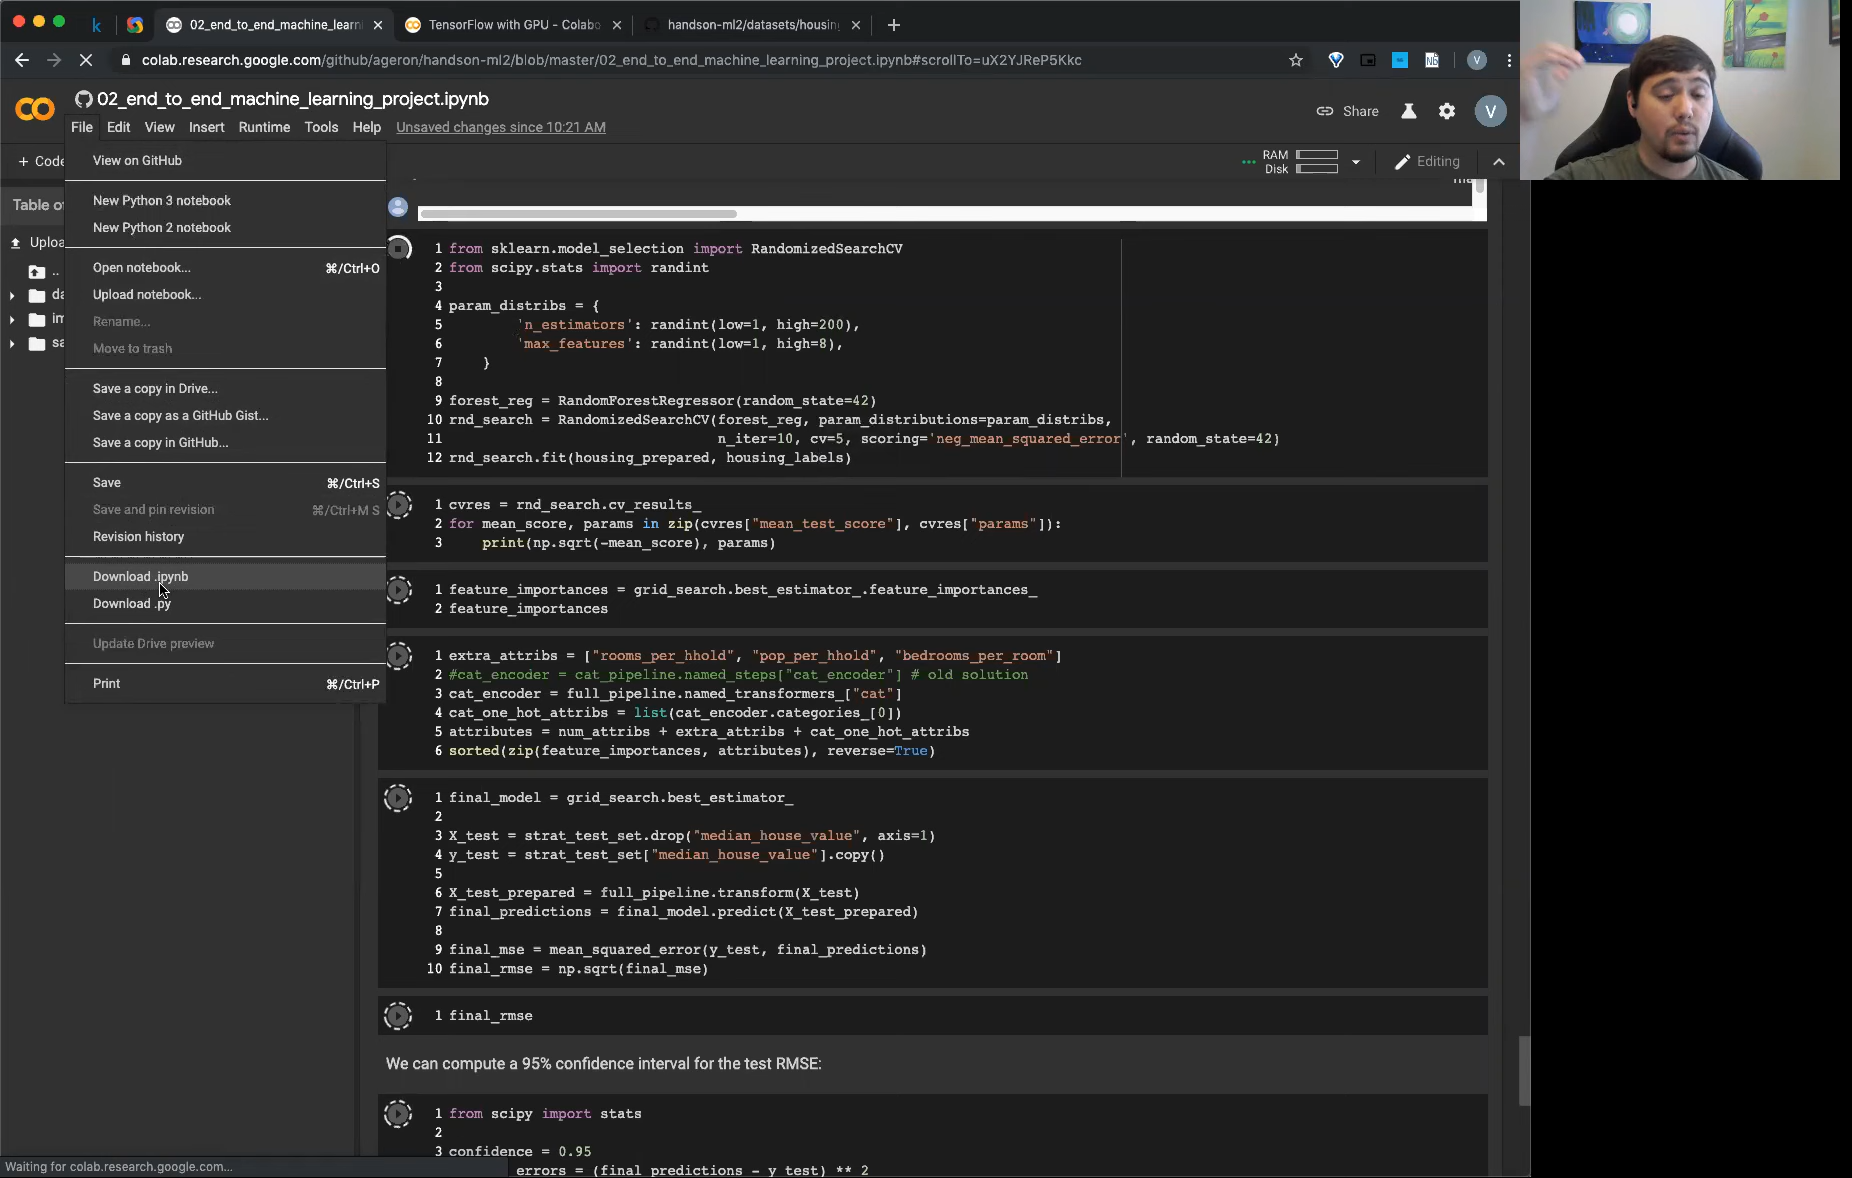 02_end_to_end_machine_learni
TensorFlow with GPU - Colabo
handson-ml2/datasets/housin
colab.research.google.com/github/ageron/handson-ml2/blob/master/02_end_to_end_machine_learning_project.ipynb#scrollTo=uX2YJReP5Kkc
V
02_end_to_end_machine_learning_project.ipynb
File Edit View Insert Runtime Tools Help Unsaved changes since 10:21 AM
Share
V
+ Code
RAM
Disk
Editing
Table of
Uploa
..
da
im
sa
View on GitHub
New Python 3 notebook
New Python 2 notebook
Open notebook... ⌘/Ctrl+O
Upload notebook...
Rename...
Move to trash
Save a copy in Drive...
Save a copy as a GitHub Gist...
Save a copy in GitHub...
Save ⌘/Ctrl+S
Save and pin revision ⌘/Ctrl+M S
Revision history
Download .ipynb
Download .py
Update Drive preview
Print ⌘/Ctrl+P
1 from sklearn.model_selection import RandomizedSearchCV
2 from scipy.stats import randint
3
4 param_distribs = {
5 'n_estimators': randint(low=1, high=200),
6 'max_features': randint(low=1, high=8),
7 }
8
9 forest_reg = RandomForestRegressor(random_state=42)
10 rnd_search = RandomizedSearchCV(forest_reg, param_distributions=param_distribs,
11 n_iter=10, cv=5, scoring='neg_mean_squared_error', random_state=42)
12 rnd_search.fit(housing_prepared, housing_labels)
1 cvres = rnd_search.cv_results_
2 for mean_score, params in zip(cvres["mean_test_score"], cvres["params"]):
3 print(np.sqrt(-mean_score), params)
1 feature_importances = grid_search.best_estimator_.feature_importances_
2 feature_importances
1 extra_attribs = ["rooms_per_hhold", "pop_per_hhold", "bedrooms_per_room"]
2 #cat_encoder = cat_pipeline.named_steps["cat_encoder"] # old solution
3 cat_encoder = full_pipeline.named_transformers_["cat"]
4 cat_one_hot_attribs = list(cat_encoder.categories_[0])
5 attributes = num_attribs + extra_attribs + cat_one_hot_attribs
6 sorted(zip(feature_importances, attributes), reverse=True)
1 final_model = grid_search.best_estimator_
2
3 X_test = strat_test_set.drop("median_house_value", axis=1)
4 y_test = strat_test_set["median_house_value"].copy()
5
6 X_test_prepared = full_pipeline.transform(X_test)
7 final_predictions = final_model.predict(X_test_prepared)
8
9 final_mse = mean_squared_error(y_test, final_predictions)
10 final_rmse = np.sqrt(final_mse)
1 final_rmse
We can compute a 95% confidence interval for the test RMSE:
1 from scipy import stats
2
3 confidence = 0.95
errors = (final_predictions - y_test) ** 2
Waiting for colab.research.google.com...